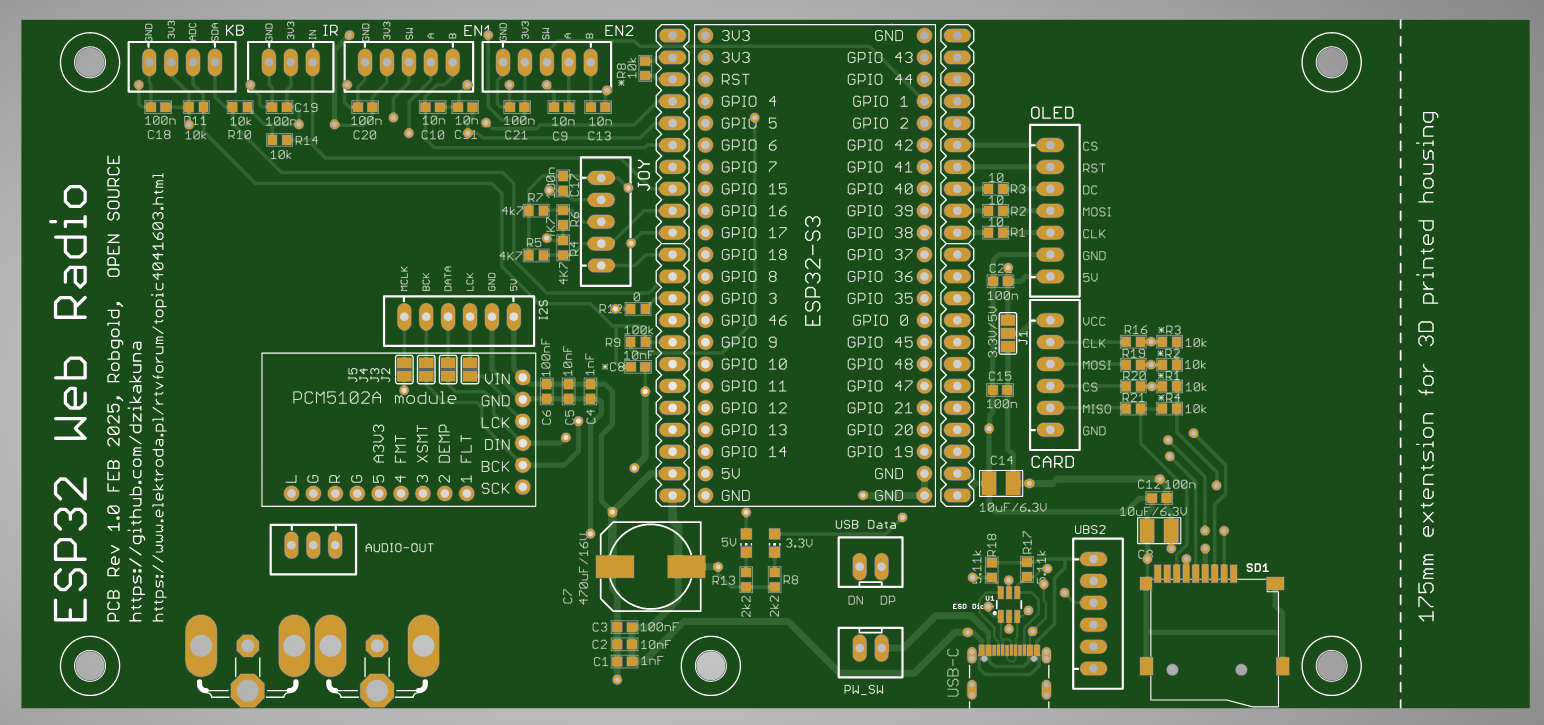 ESP32 Web Radio
PCB Rev 1.0 FEB 2025, Robgold, OPEN SOURCE
https://github.com/dzikakuna
https://www.elektroda.pl/rtvforum/topic4041603.html
GND 3V3 ADC SDA KB
GND 3V3 IN IR
GND 3V3 SW A B EN1
GND 3V3 SW A B EN2
100n R11 10k C19
C18 10k R10 100n
R14
10k
100n 10n 10n
C20 C10 C11
100n 10n 10n
C21 C9 C13
*R8
10k
JOY
100n C17
R7
4k7 R6
R5
4K7 R4
4K7
MCLK BCK DATA LCK GND 5V
I2S
0
100k
R9
10nF
*C8
100nF 10nF 1nF
C6 C5 C4
J5
J4
J3
J2
PCM5102A module
VIN
GND
LCK
DIN
BCK
SCK
L G R G 5 A3V3 4 FMT 3 XSMT 2 DEMP 1 FLT
AUDIO-OUT
ESP32-S3
3V3 GND
3V3 GPIO 43
RST GPIO 44
GPIO 4 GPIO 1
GPIO 5 GPIO 2
GPIO 6 GPIO 42
GPIO 7 GPIO 41
GPIO 15 GPIO 40
GPIO 16 GPIO 39
GPIO 17 GPIO 38
GPIO 18 GPIO 37
GPIO 8 GPIO 36
GPIO 3 GPIO 35
GPIO 46 GPIO 0
GPIO 9 GPIO 45
GPIO 10 GPIO 48
GPIO 11 GPIO 47
GPIO 12 GPIO 21
GPIO 13 GPIO 20
GPIO 14 GPIO 19
5V GND
GND GND
C7
470uF/16V
C3 100nF
C2 10nF
C1 1nF
5V 3.3V
R13 R8
2k2 2k2
USB Data
DN DP
PW_SW
10
R3
10
R2
10
R1
100n
3.3V/5V
J1
C15
100n
OLED
CS
RST
DC
MOSI
CLK
GND
5V
VCC
CLK
MOSI
CS
MISO
GND
CARD
R16 *R3
10k
R19 *R2
10k
R20 *R1
10k
R21 *R4
10k
C14
10uF/6.3V
C12 100n
10uF/6.3V
R18 R17
U1
USB-C
UBS2
SD1
175mm extentsion for 3D printed housing